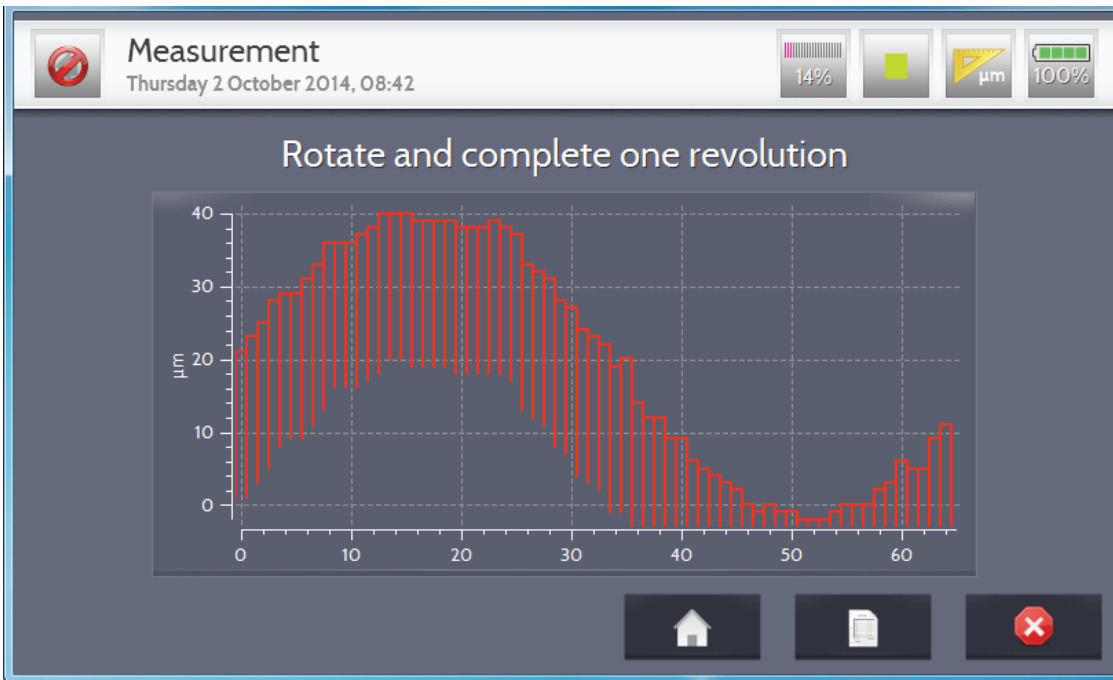 Measurement
Thursday 2 October 2014, 08:42
14%
µm
100%
Rotate and complete one revolution
40
30
20
10
0
µm
0 10 20 30 40 50 60